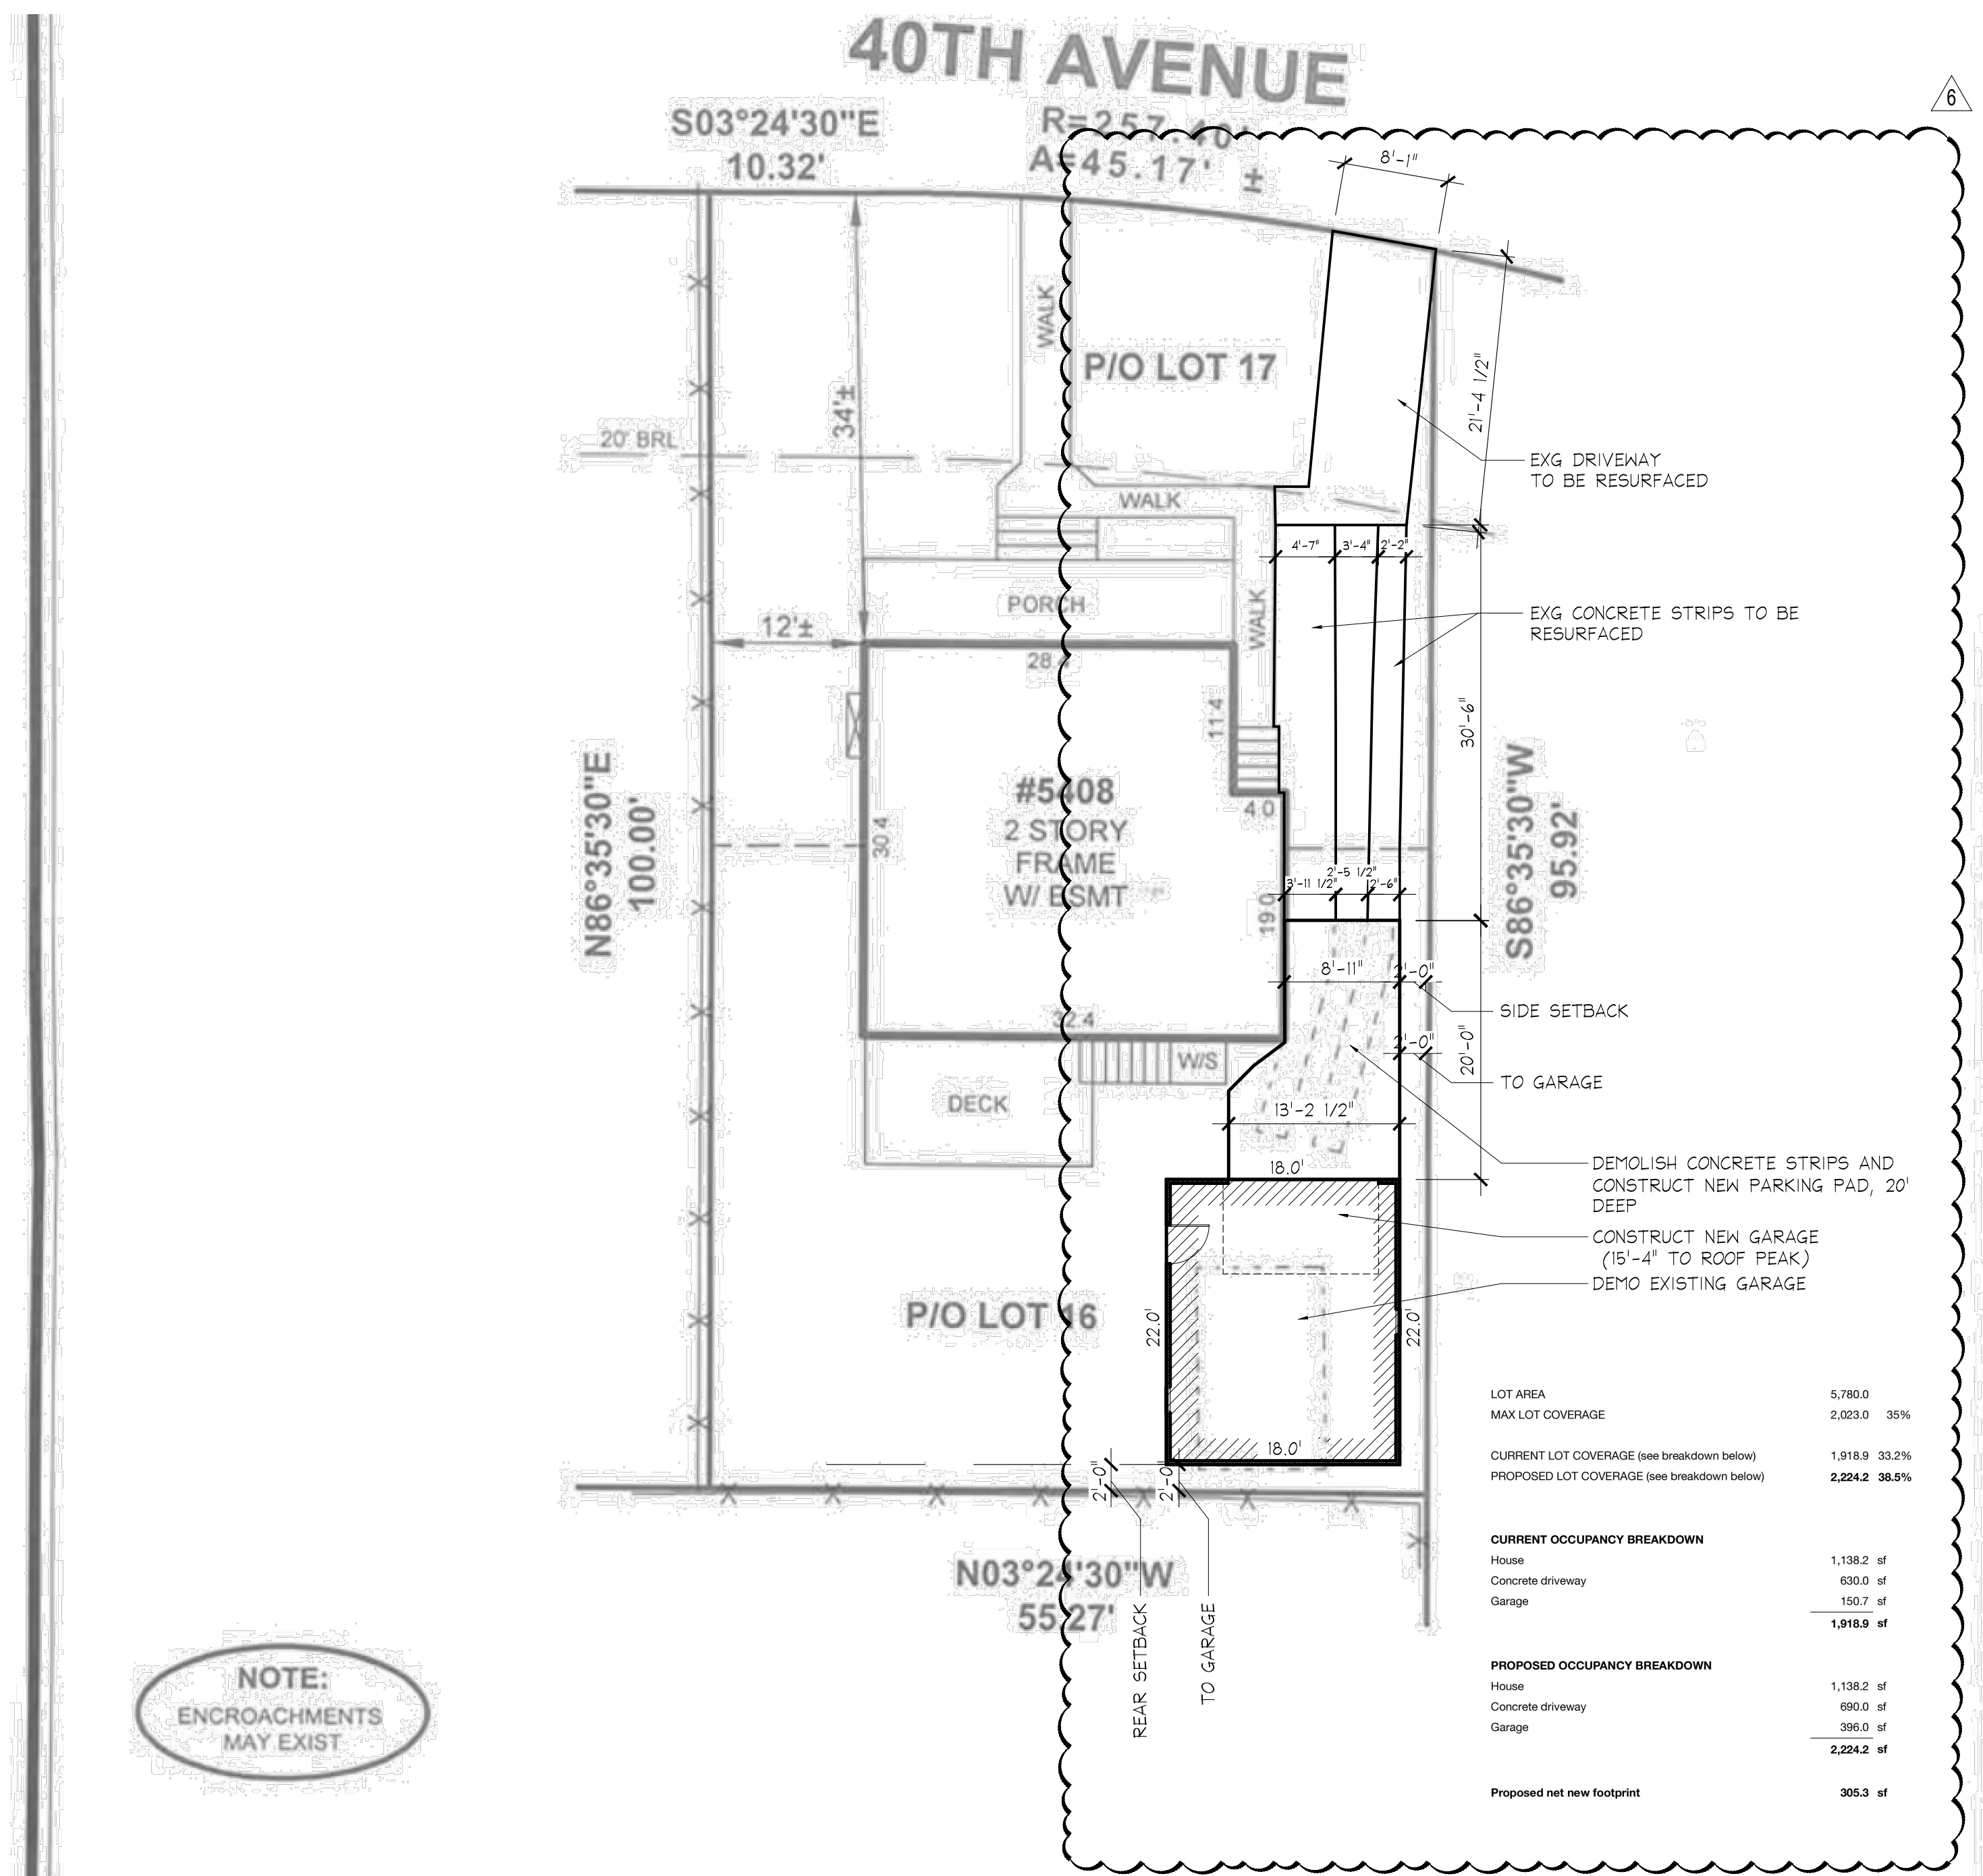 40TH AVENUE
6
S03°24'30"E
10.32'
R=257.40'
A=45.17'
±
8'-1"
WALK
P/O LOT 17
34'±
21'-4 1/2"
20' BRL
EXG DRIVEWAY
TO BE RESURFACED
WALK
4'-7"
3'-4"
2'-2"
PORCH
WALK
EXG CONCRETE STRIPS TO BE
RESURFACED
12'±
28.4
11.4
30'-6"
#5408
2 STORY
FRAME
W/ BSMT
4.0
30.4
N86°35'30"E
100.00'
S86°35'30"W
95.92'
2'-5 1/2"
3'-11 1/2"
2'-6"
19.0
8'-11"
2'-0"
SIDE SETBACK
32.4
2'-0"
20'-0"
W/S
TO GARAGE
DECK
13'-2 1/2"
18.0'
DEMOLISH CONCRETE STRIPS AND
CONSTRUCT NEW PARKING PAD, 20'
DEEP
CONSTRUCT NEW GARAGE
(15'-4" TO ROOF PEAK)
DEMO EXISTING GARAGE
P/O LOT 16
22.0'
22.0'
18.0'
2'-0"
2'-0"
REAR SETBACK
TO GARAGE
N03°24'30"W
55.27'
NOTE:
ENCROACHMENTS
MAY EXIST
LOT AREA 5,780.0
MAX LOT COVERAGE 2,023.0 35%
CURRENT LOT COVERAGE (see breakdown below) 1,918.9 33.2%
PROPOSED LOT COVERAGE (see breakdown below) 2,224.2 38.5%
CURRENT OCCUPANCY BREAKDOWN
House 1,138.2 sf
Concrete driveway 630.0 sf
Garage 150.7 sf
1,918.9 sf
PROPOSED OCCUPANCY BREAKDOWN
House 1,138.2 sf
Concrete driveway 690.0 sf
Garage 396.0 sf
2,224.2 sf
Proposed net new footprint 305.3 sf